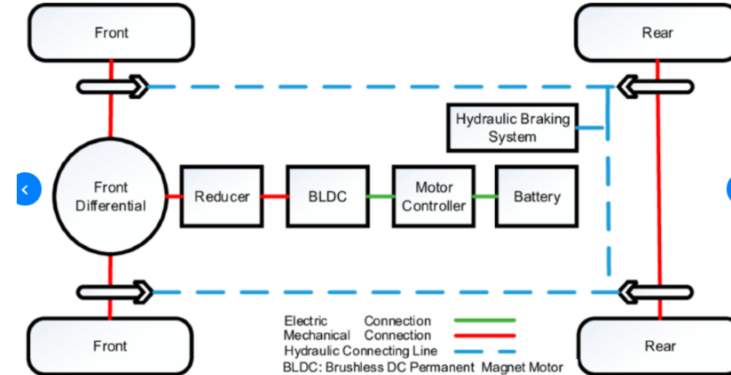 Front
Rear
Hydraulic Braking
System
Front
Differential
Reducer
BLDC
Motor
Controller
Battery
Electric Connection
Mechanical Connection
Hydraulic Connecting Line
BLDC: Brushless DC Permanent Magnet Motor
Front
Rear